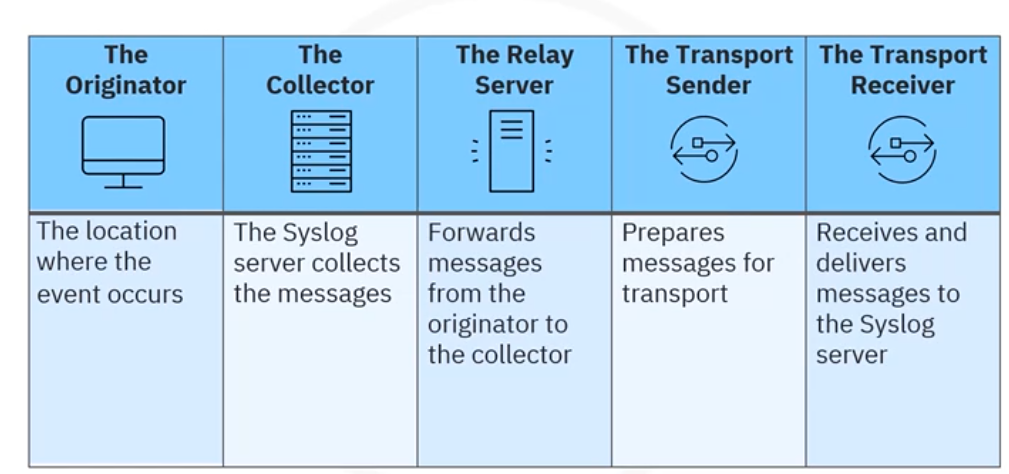 The
Originator
The
Collector
The Relay
Server
The Transport
Sender
The Transport
Receiver
The location
where the
event occurs
The Syslog
server collects
the messages
Forwards
messages
from the
originator to
the collector
Prepares
messages for
transport
Receives and
delivers
messages to
the Syslog
server